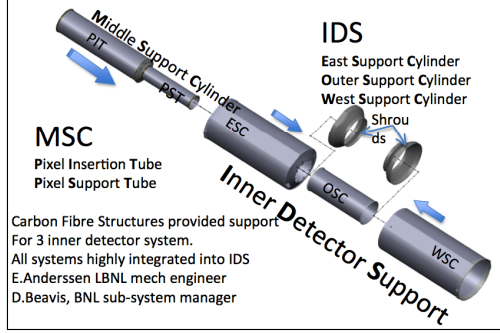 PIT
Middle Support Cylinder
PST
ESC
IDS
East Support Cylinder
Outer Support Cylinder
West Support Cylinder
Shrou
ds
MSC
Pixel Insertion Tube
Pixel Support Tube
OSC
WSC
Inner Detector Support
Carbon Fibre Structures provided support
For 3 inner detector system.
All systems highly integrated into IDS
E.Anderssen LBNL mech engineer
D.Beavis, BNL sub-system manager